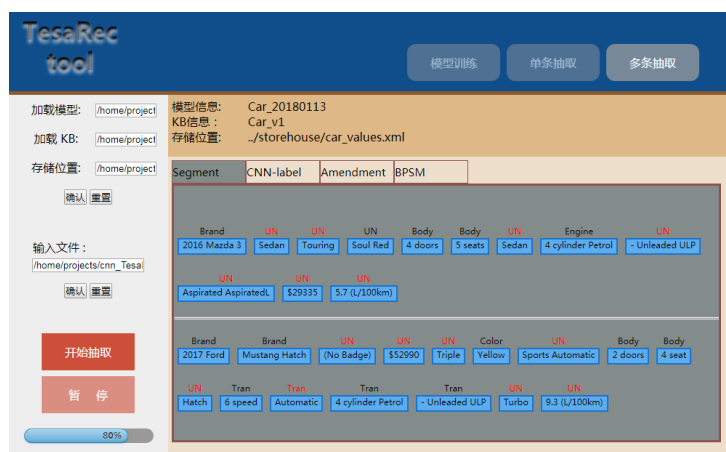 TesaRec
tool
模型训练 单条抽取 多条抽取
加载模型: /home/project
加载 KB: /home/project
存储位置: /home/project
确认 重置
输入文件 :
/home/projects/cnn_Tesal
确认 重置
开始抽取
暂 停
80%
模型信息: Car_20180113
KB信息 : Car_v1
存储位置: ../storehouse/car_values.xml
Segment CNN-label Amendment BPSM
Brand UN UN UN Body Body UN Engine UN
2016 Mazda 3 Sedan Touring Soul Red 4 doors 5 seats Sedan 4 cylinder Petrol - Unleaded ULP
UN UN UN
Aspirated AspiratedL $29335 5.7 (L/100km)
Brand Brand UN UN UN Color UN Body Body
2017 Ford Mustang Hatch (No Badge) $52990 Triple Yellow Sports Automatic 2 doors 4 seat
UN Tran Tran Tran Tran UN UN
Hatch 6 speed Automatic 4 cylinder Petrol - Unleaded ULP Turbo 9.3 (L/100km)